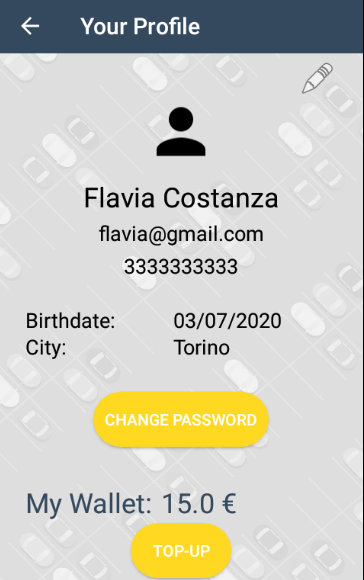 Your Profile
Flavia Costanza
flavia@gmail.com
3333333333
Birthdate: 03/07/2020
City: Torino
CHANGE PASSWORD
My Wallet: 15.0 €
TOP-UP